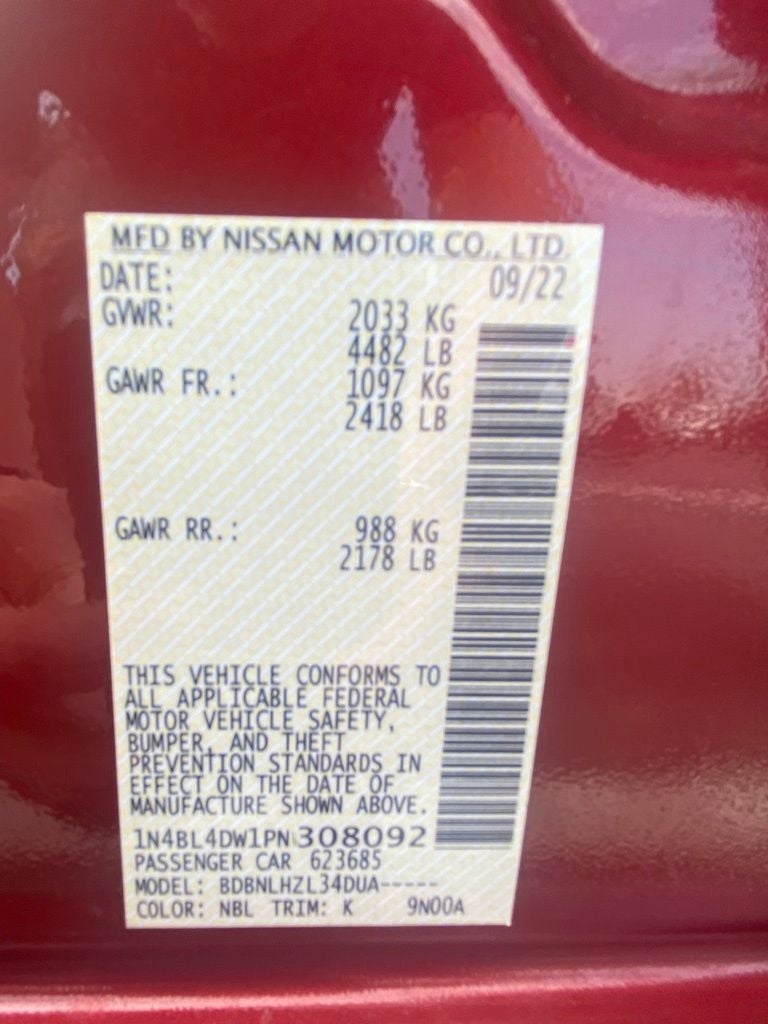 MFD BY NISSAN MOTOR CO., LTD.
DATE: 09/22
GVWR: 2033 KG
4482 LB
GAWR FR.: 1097 KG
2418 LB
GAWR RR.: 988 KG
2178 LB
THIS VEHICLE CONFORMS TO
ALL APPLICABLE FEDERAL
MOTOR VEHICLE SAFETY,
BUMPER, AND THEFT
PREVENTION STANDARDS IN
EFFECT ON THE DATE OF
MANUFACTURE SHOWN ABOVE.
1N4BL4DW1PN308092
PASSENGER CAR 623685
MODEL: BDBNLHZL34DUA-----
COLOR: NBL TRIM: K 9N00A